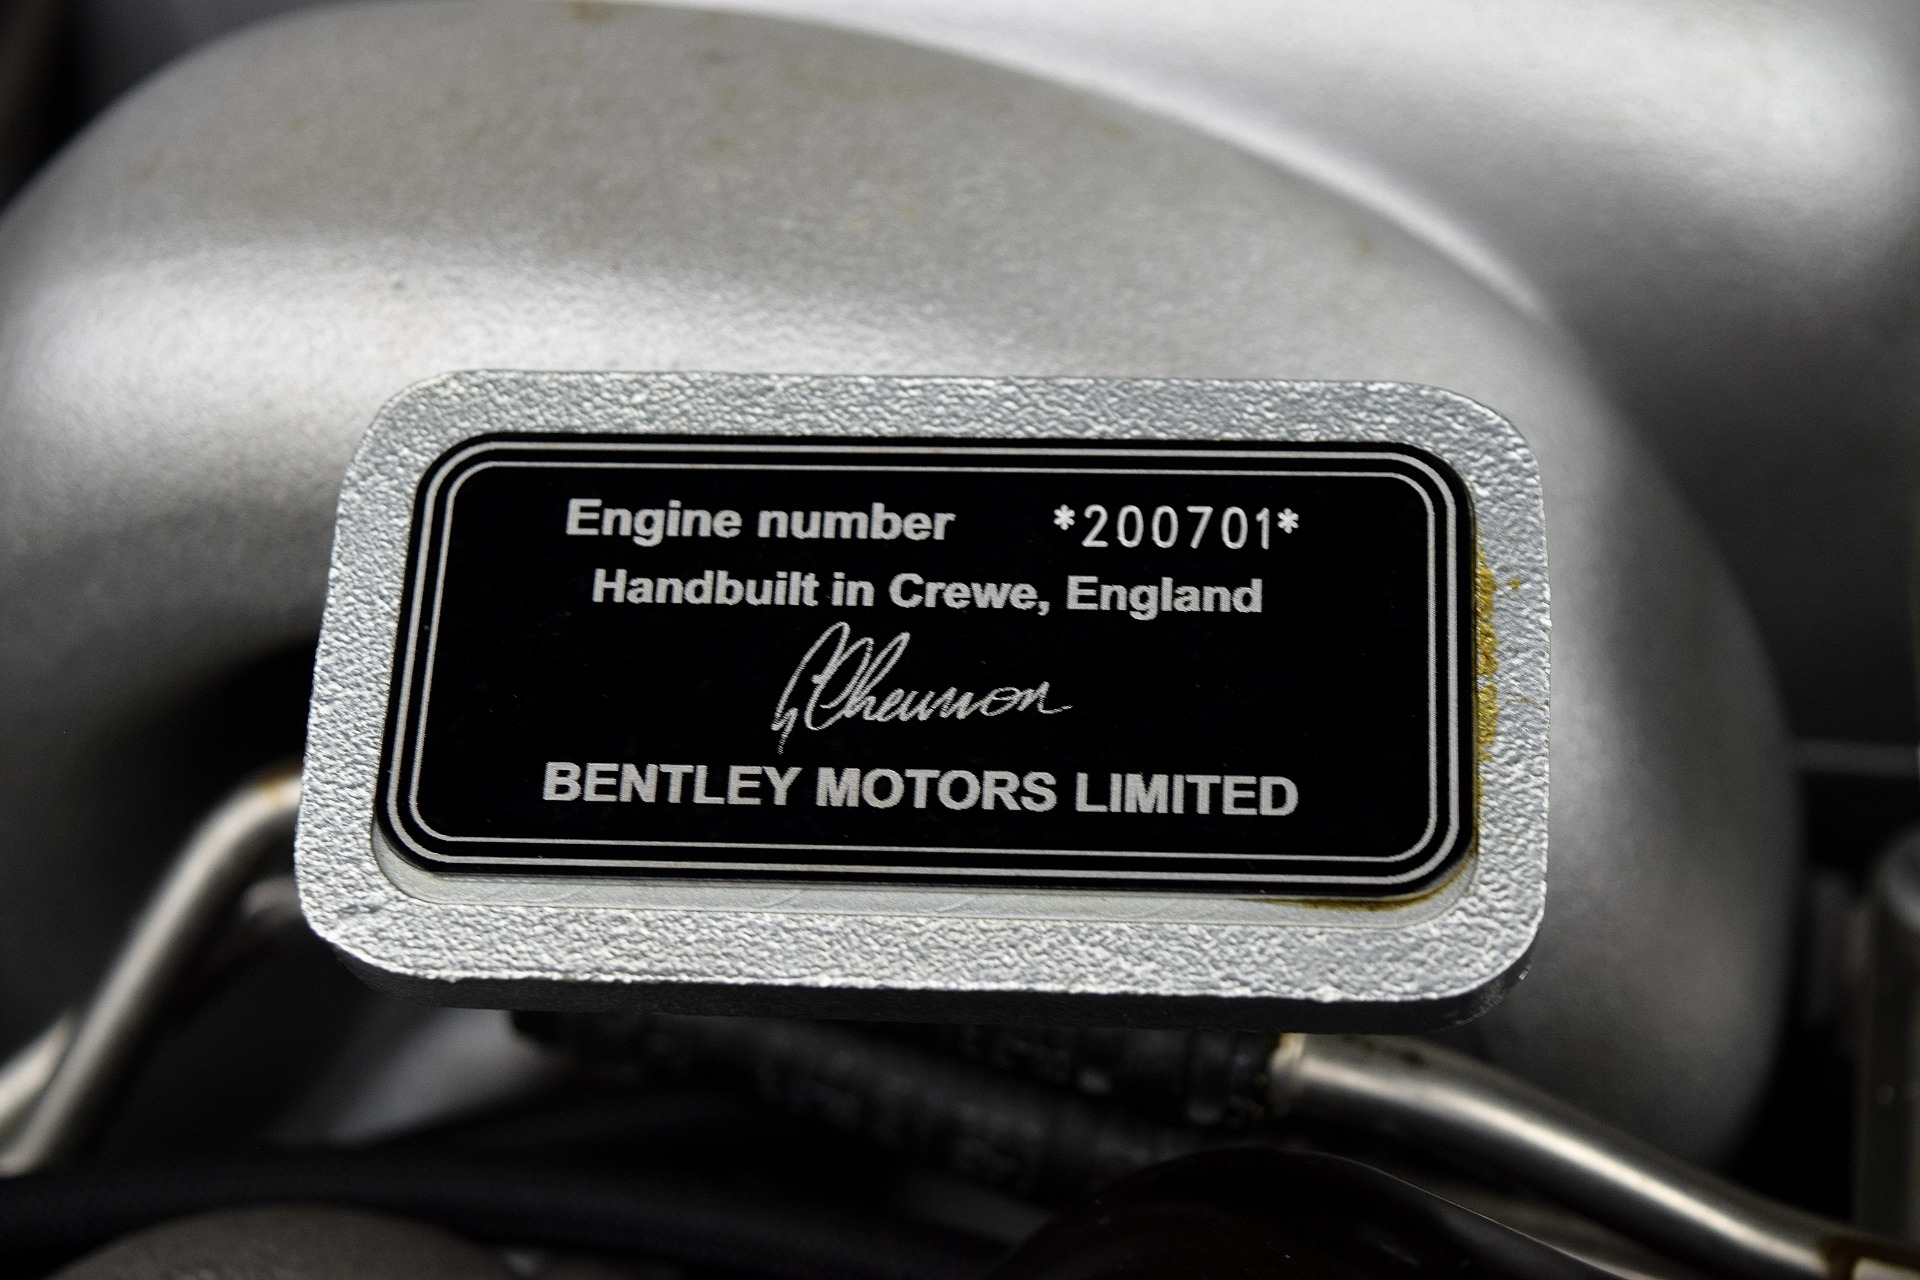 Engine number *200701*
Handbuilt in Crewe, England
BENTLEY MOTORS LIMITED